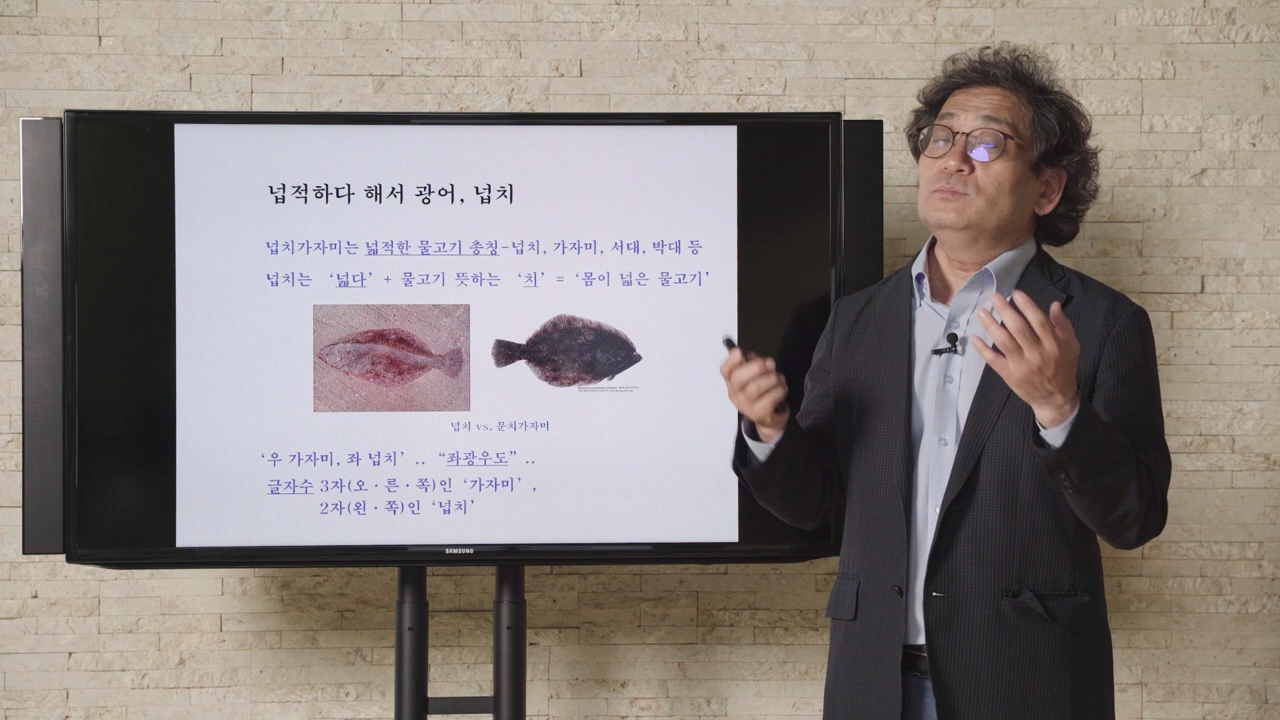 넙적하다 해서 광어, 넙치
넙치가자미는 넓적한 물고기 총칭-넙치, 가자미, 서대, 박대 등
넙치는 ‘넓다’ + 물고기 뜻하는 ‘치’ = ‘몸이 넓은 물고기’
넙치 vs. 문치가자미
‘우 가자미, 좌 넙치’ .. “좌광우도” ..
글자수 3자(오·른·쪽)인 ‘가자미’ ,
2자(왼·쪽)인 ‘넙치’
SAMSUNG